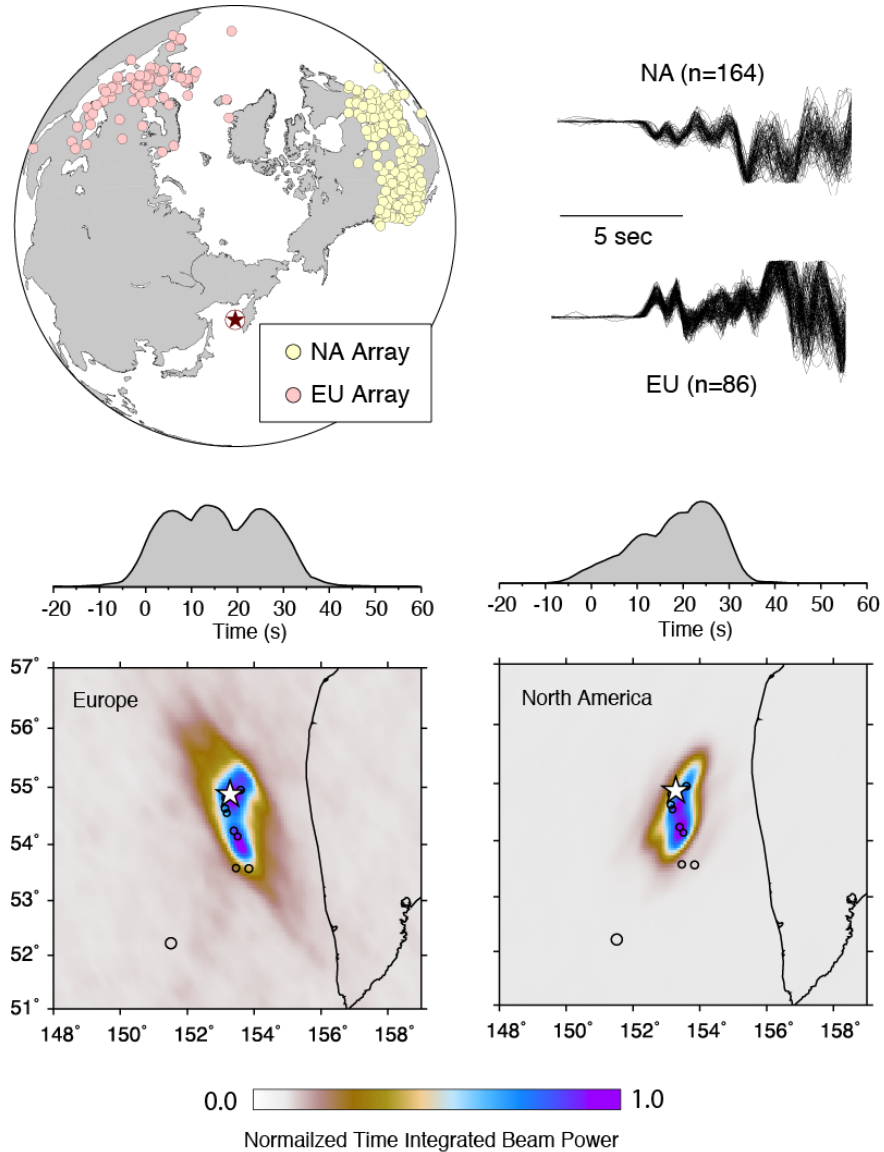 NA (n=164)
5 sec
EU (n=86)
NA Array
EU Array
-20 -10 0 10 20 30 40 50 60
Time (s)
-20 -10 0 10 20 30 40 50 60
Time (s)
57°
56°
55°
54°
53°
52°
51°
Europe
148° 150° 152° 154° 156° 158°
North America
148° 150° 152° 154° 156° 158°
0.0 1.0
Normailzed Time Integrated Beam Power